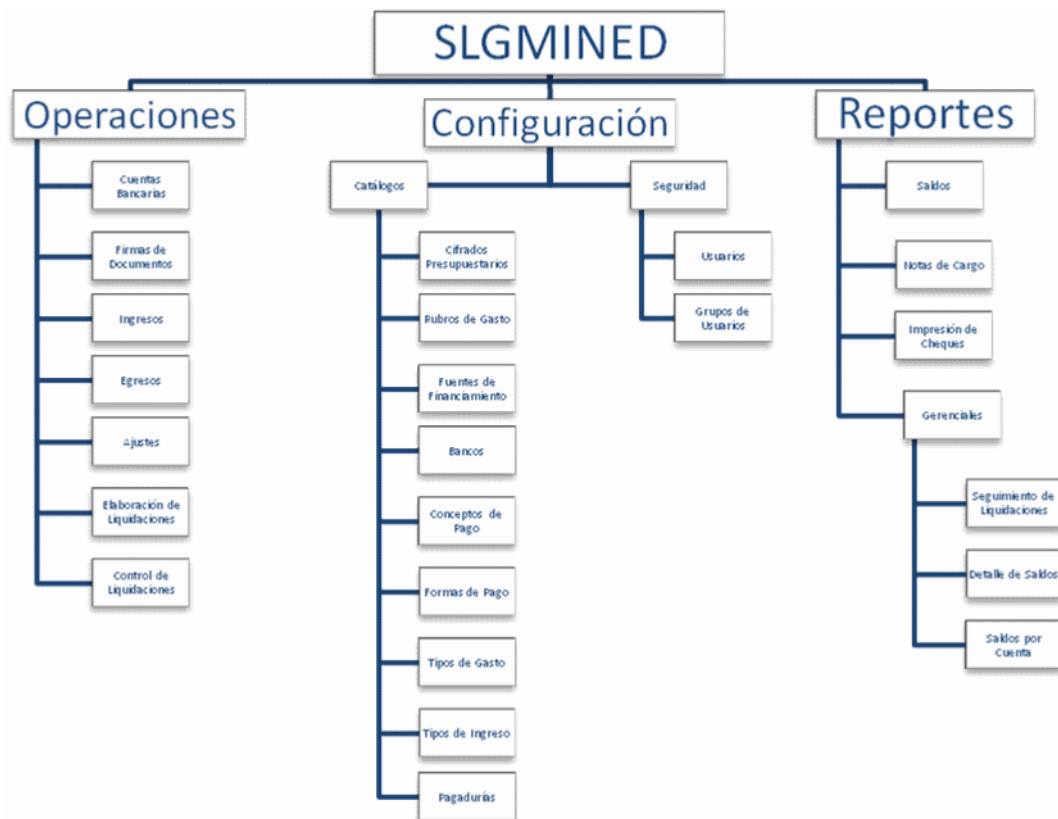 SLGMINED
Operaciones
Cuentas
Bancarias
Firmas de
Documentos
Ingresos
Egresos
Ajustes
Elaboración de
Liquidaciones
Control de
Liquidaciones
Configuración
Catálogos
Cifrados
Presupuestarios
Rubros de Gasto
Fuentes de
Financiamiento
Bancos
Conceptos de
Pago
Formas de Pago
Tipos de Gasto
Tipos de Ingreso
Pagadurías
Seguridad
Usuarios
Grupos de
Usuarios
Reportes
Saldos
Notas de Cargo
Impresión de
Cheques
Gerenciales
Seguimiento de
Liquidaciones
Detalle de Saldos
Saldos por
Cuenta